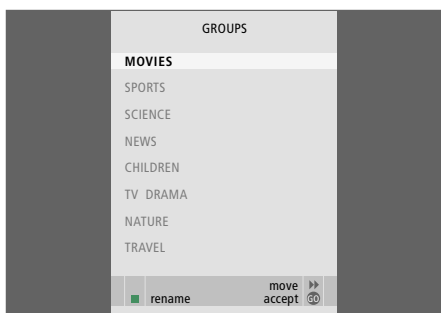 GROUPS
MOVIES
SPORTS
SCIENCE
NEWS
CHILDREN
TV DRAMA
NATURE
TRAVEL
move
rename accept GO